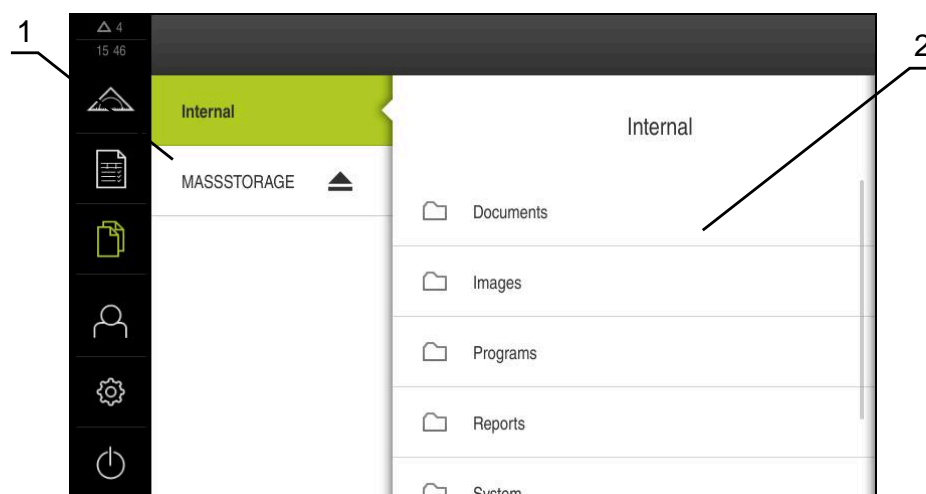 1
2
4
15 46
Internal
MASSSTORAGE
Internal
Documents
Images
Programs
Reports
System